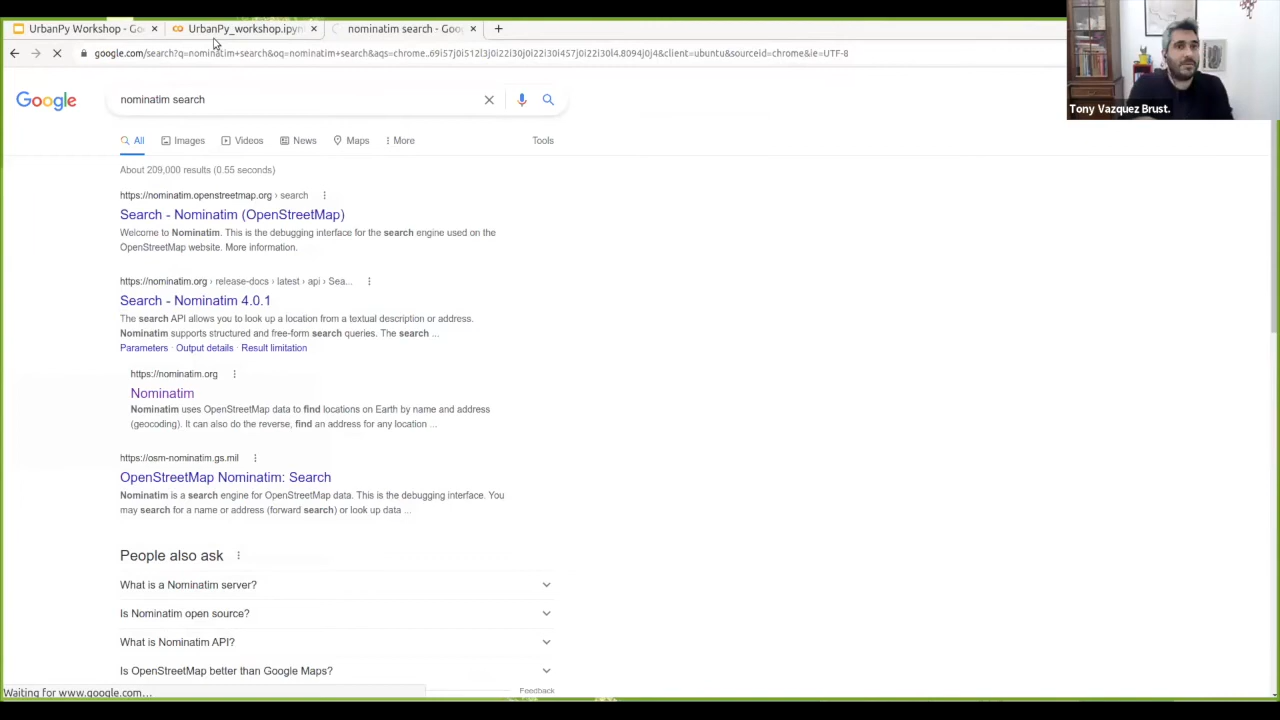 UrbanPy Workshop - Go
UrbanPy_workshop.ipyn
nominatim search - Goo
google.com/search?q=nominatim+search&oq=nominatim+search&aqs=chrome..69i57j0i512l3j0i22i30j0i22i30l457j0i22i30l4.8094j0j4&client=ubuntu&sourceid=chrome&ie=UTF-8
Tony Vazquez Brust.
Google
nominatim search
All
Images
Videos
News
Maps
More
Tools
About 209,000 results (0.55 seconds)
https://nominatim.openstreetmap.org › search
Search - Nominatim (OpenStreetMap)
Welcome to Nominatim. This is the debugging interface for the search engine used on the
OpenStreetMap website. More information.
https://nominatim.org › release-docs › latest › api › Sea...
Search - Nominatim 4.0.1
The search API allows you to look up a location from a textual description or address.
Nominatim supports structured and free-form search queries. The search ...
Parameters · Output details · Result limitation
https://nominatim.org
Nominatim
Nominatim uses OpenStreetMap data to find locations on Earth by name and address
(geocoding). It can also do the reverse, find an address for any location ...
https://osm-nominatim.gs.mil
OpenStreetMap Nominatim: Search
Nominatim is a search engine for OpenStreetMap data. This is the debugging interface. You
may search for a name or address (forward search) or look up data ...
People also ask
What is a Nominatim server?
Is Nominatim open source?
What is Nominatim API?
Is OpenStreetMap better than Google Maps?
Feedback
Waiting for www.google.com...